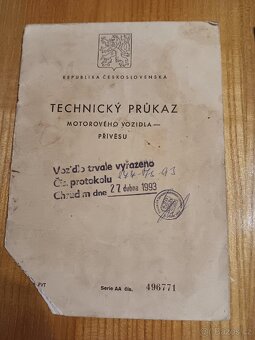 REPUBLIKA ČESKOSLOVENSKÁ
TECHNICKÝ PRŮKAZ
MOTOROVÉHO VOZIDLA —
PŘÍVĚSU
Vozidlo trvale vyřazeno
Čís. protokolu
Chrudim dne 27 dubna 1993
Serie AA čís. 496771